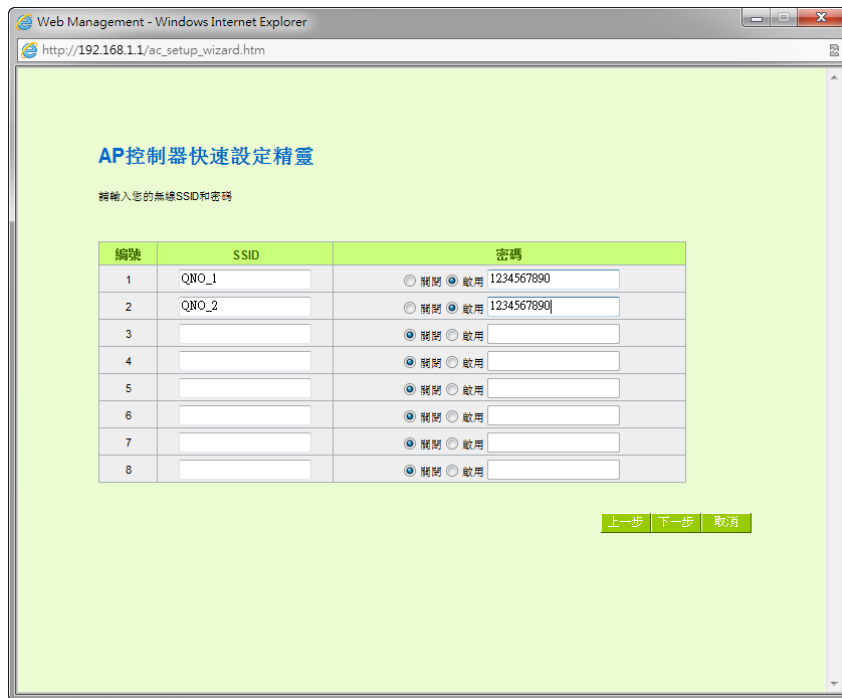 Web Management - Windows Internet Explorer
http://192.168.1.1/ac_setup_wizard.htm
AP控制器快速設定精靈
請輸入您的無線SSID和密碼
編號 SSID 密碼
1 QNO_1 關閉 啟用 1234567890
2 QNO_2 關閉 啟用 1234567890
3 關閉 啟用
4 關閉 啟用
5 關閉 啟用
6 關閉 啟用
7 關閉 啟用
8 關閉 啟用
上一步 下一步 取消